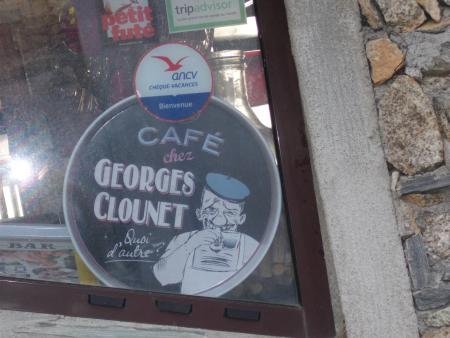 petit
futé
tripadvisor
ancv
CHÈQUE-VACANCES
Bienvenue
CAFÉ
chez
GEORGES
CLOUNET
Quoi
d'autre?
BAR